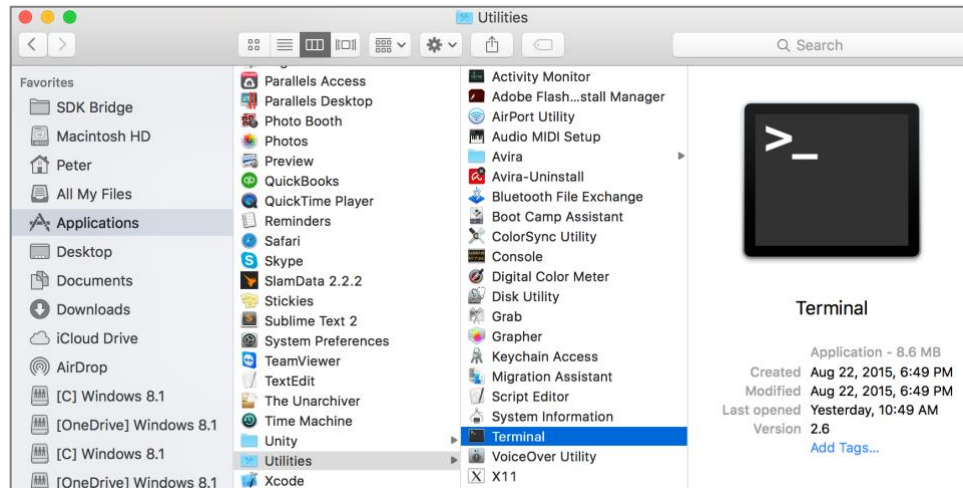 Utilities
Search
Favorites
SDK Bridge
Macintosh HD
Peter
All My Files
Applications
Desktop
Documents
Downloads
iCloud Drive
AirDrop
[C] Windows 8.1
[OneDrive] Windows 8.1
[C] Windows 8.1
[OneDrive] Windows 8.1
Parallels Access
Parallels Desktop
Photo Booth
Photos
Preview
QuickBooks
QuickTime Player
Reminders
Safari
Skype
SlamData 2.2.2
Stickies
Sublime Text 2
System Preferences
TeamViewer
TextEdit
The Unarchiver
Time Machine
Unity
Utilities
Xcode
Activity Monitor
Adobe Flash...stall Manager
AirPort Utility
Audio MIDI Setup
Avira
Avira-Uninstall
Bluetooth File Exchange
Boot Camp Assistant
ColorSync Utility
Console
Digital Color Meter
Disk Utility
Grab
Grapher
Keychain Access
Migration Assistant
Script Editor
System Information
Terminal
VoiceOver Utility
X11
>_
Terminal
Application - 8.6 MB
Created Aug 22, 2015, 6:49 PM
Modified Aug 22, 2015, 6:49 PM
Last opened Yesterday, 10:49 AM
Version 2.6
Add Tags...